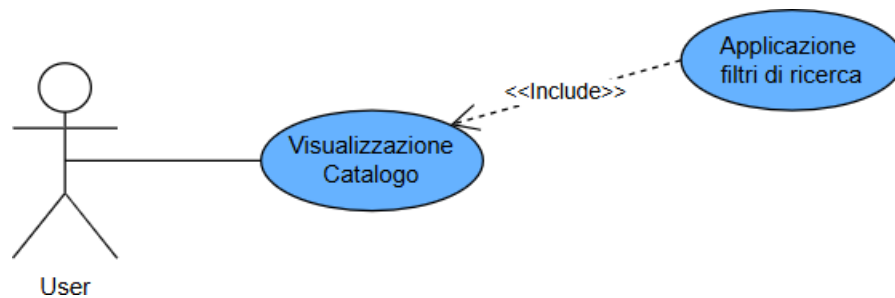 Applicazione
filtri di ricerca
<<Include>>
Visualizzazione
Catalogo
User